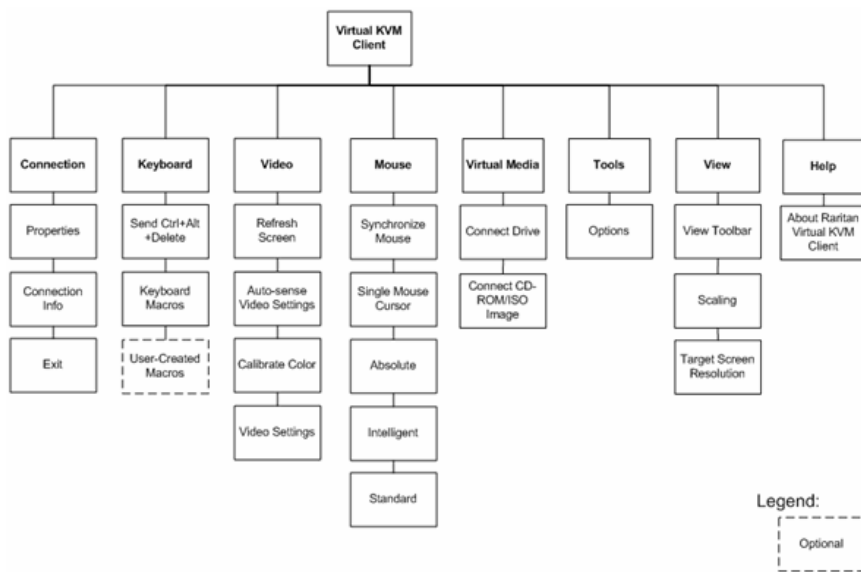 Virtual KVM
Client
Connection
Keyboard
Video
Mouse
Virtual Media
Tools
View
Help
Properties
Send Ctrl+Alt
+Delete
Refresh
Screen
Synchronize
Mouse
Connect Drive
Options
View Toolbar
About Raritan
Virtual KVM
Client
Connection
Info
Keyboard
Macros
Auto-sense
Video Settings
Single Mouse
Cursor
Connect CD-
ROM/ISO
Image
Scaling
Exit
User-Created
Macros
Calibrate Color
Absolute
Target Screen
Resolution
Video Settings
Intelligent
Standard
Legend:
Optional